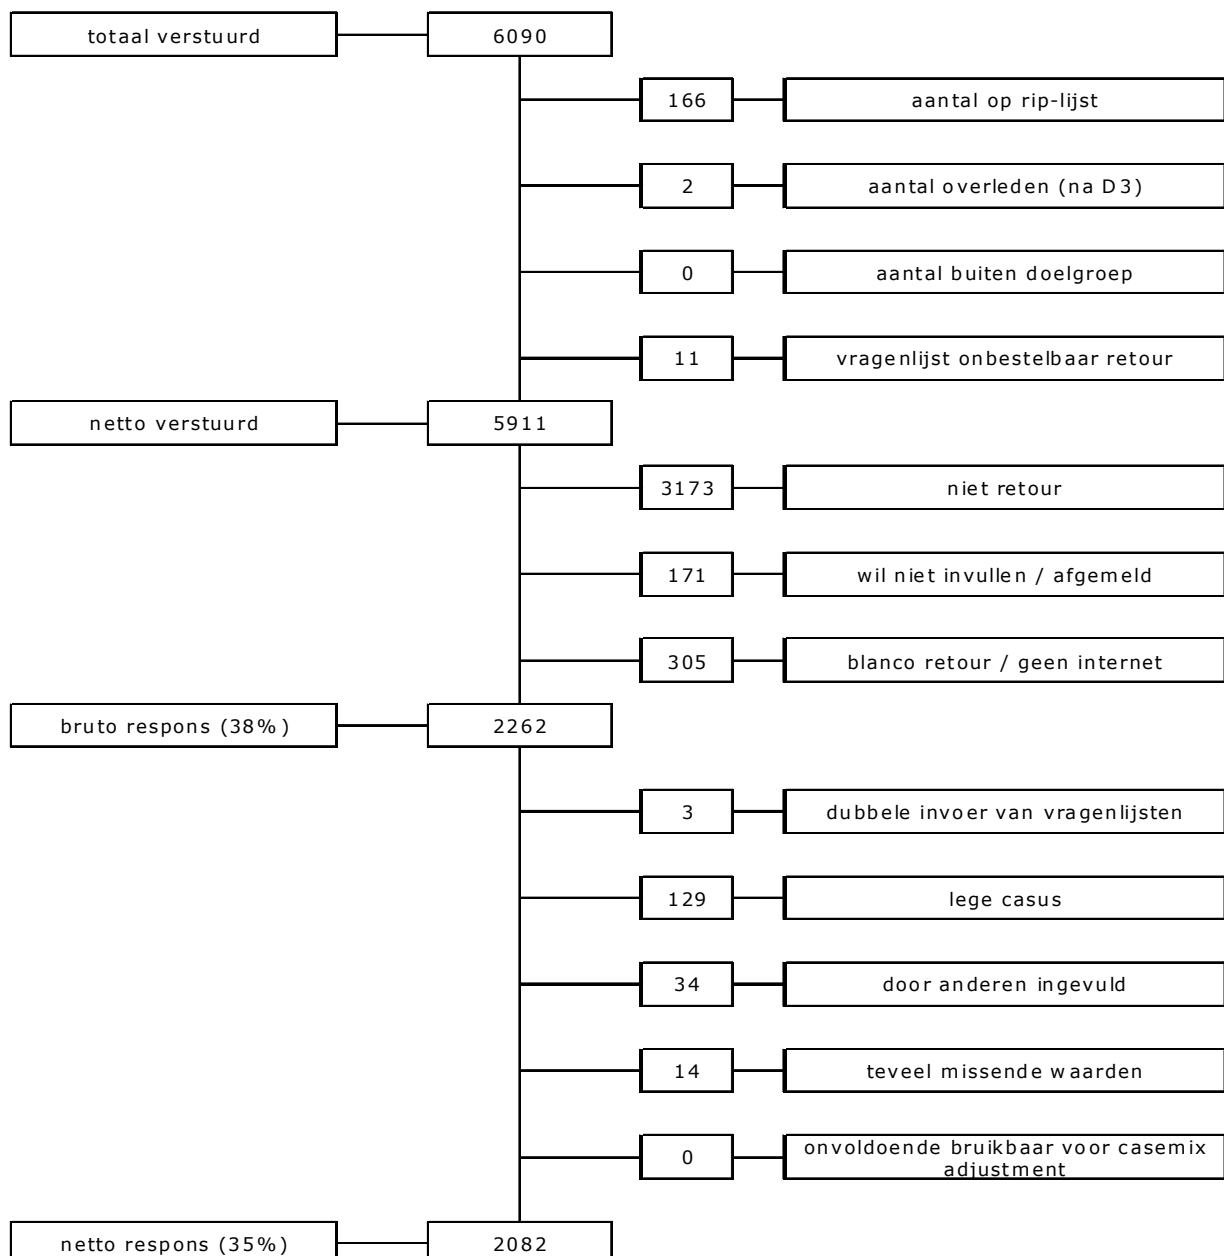 totaal verstuurd 6090
166 aantal op rip-lijst
2 aantal overleden (na D3)
0 aantal buiten doelgroep
11 vragenlijst onbestelbaar retour
netto verstuurd 5911
3173 niet retour
171 wil niet invullen / afgemeld
305 blanco retour / geen internet
bruto respons (38%) 2262
3 dubbele invoer van vragenlijsten
129 lege casus
34 door anderen ingevuld
14 teveel missende waarden
0 onvoldoende bruikbaar voor casemix
adjustment
netto respons (35%) 2082